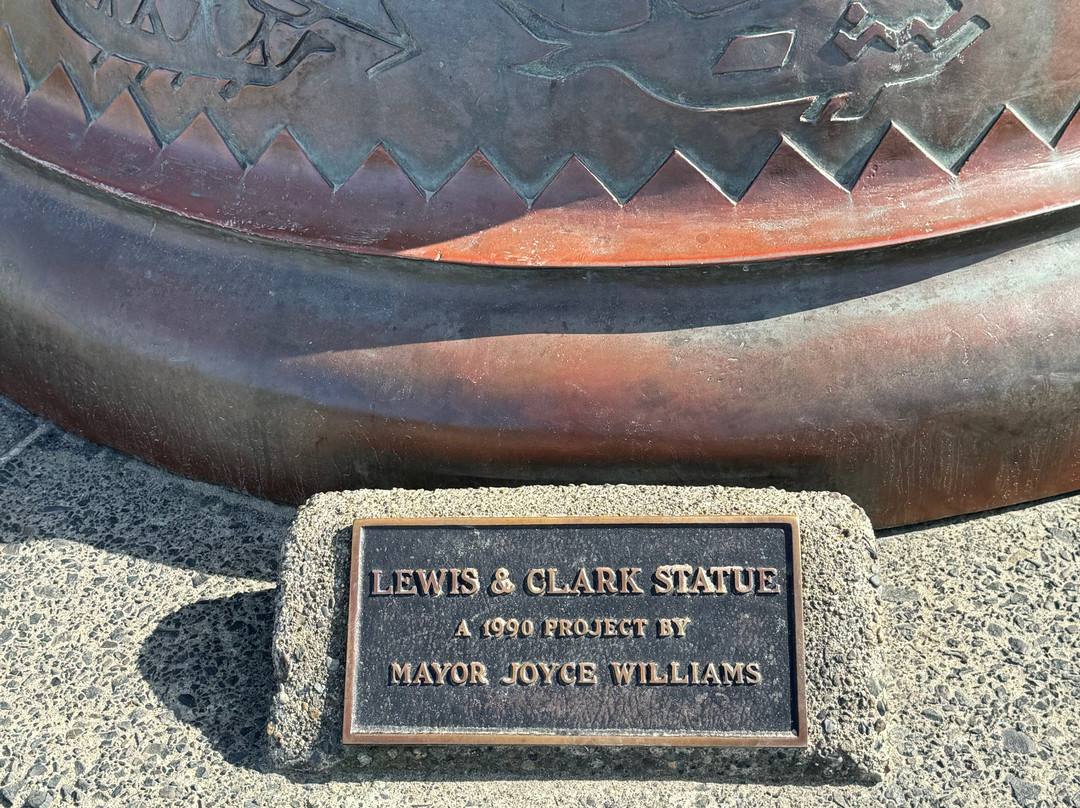 LEWIS & CLARK STATUE
A 1990 PROJECT BY
MAYOR JOYCE WILLIAMS